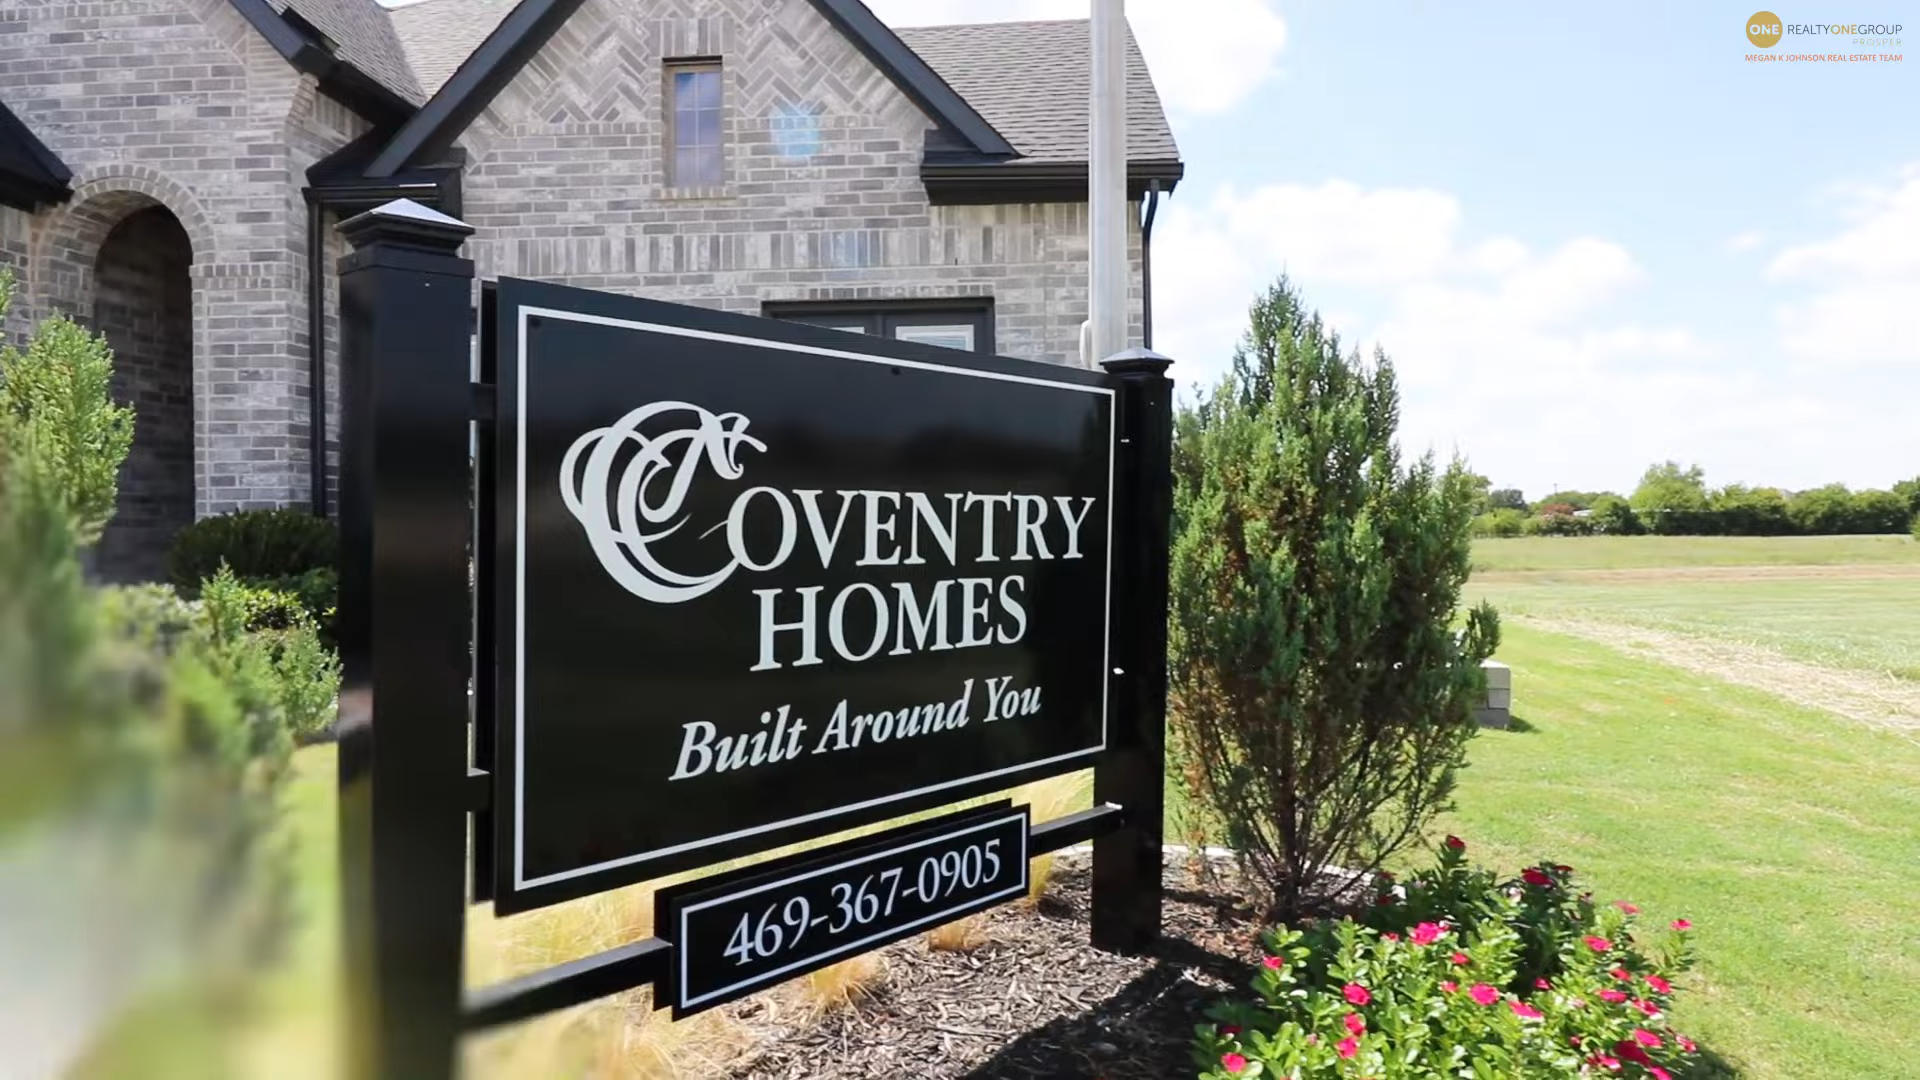 ONE REALTYONEGROUP
PROSPER
MEGAN K JOHNSON REAL ESTATE TEAM
COVENTRY
HOMES
Built Around You
469-367-0905